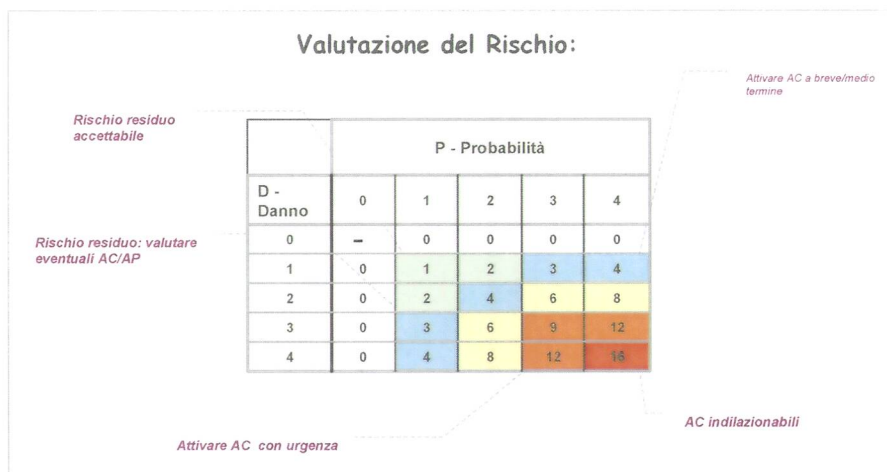 Valutazione del Rischio:
Attivare AC a breve/medio
termine
Rischio residuo
accettabile
P - Probabilità
D -
Danno
0 1 2 3 4
Rischio residuo: valutare
eventuali AC/AP
0 – 0 0 0 0
1 0 1 2 3 4
2 0 2 4 6 8
3 0 3 6 9 12
4 0 4 8 12 16
AC indilazionabili
Attivare AC con urgenza